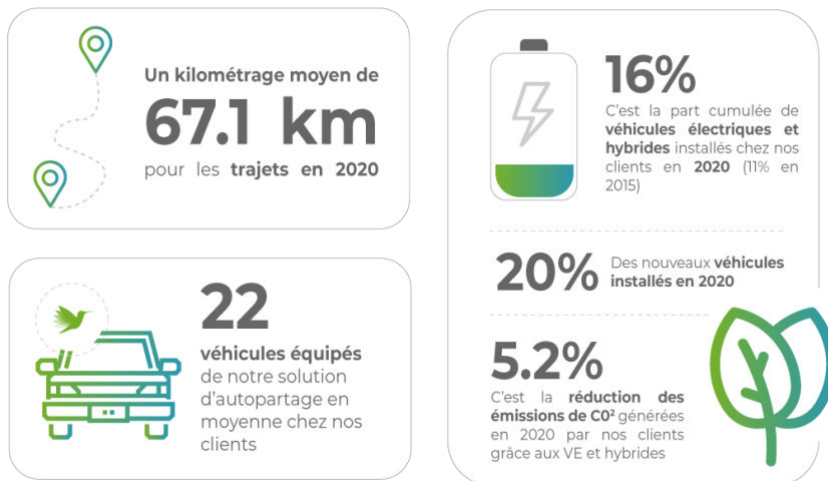 Un kilométrage moyen de
67.1 km
pour les trajets en 2020
22
véhicules équipés
de notre solution
d'autopartage en
moyenne chez nos
clients
16%
C'est la part cumulée de
véhicules électriques et
hybrides installés chez nos
clients en 2020 (11% en
2015)
20%
Des nouveaux véhicules
installés en 2020
5.2%
C'est la réduction des
émissions de C0² générées
en 2020 par nos clients
grâce aux VE et hybrides